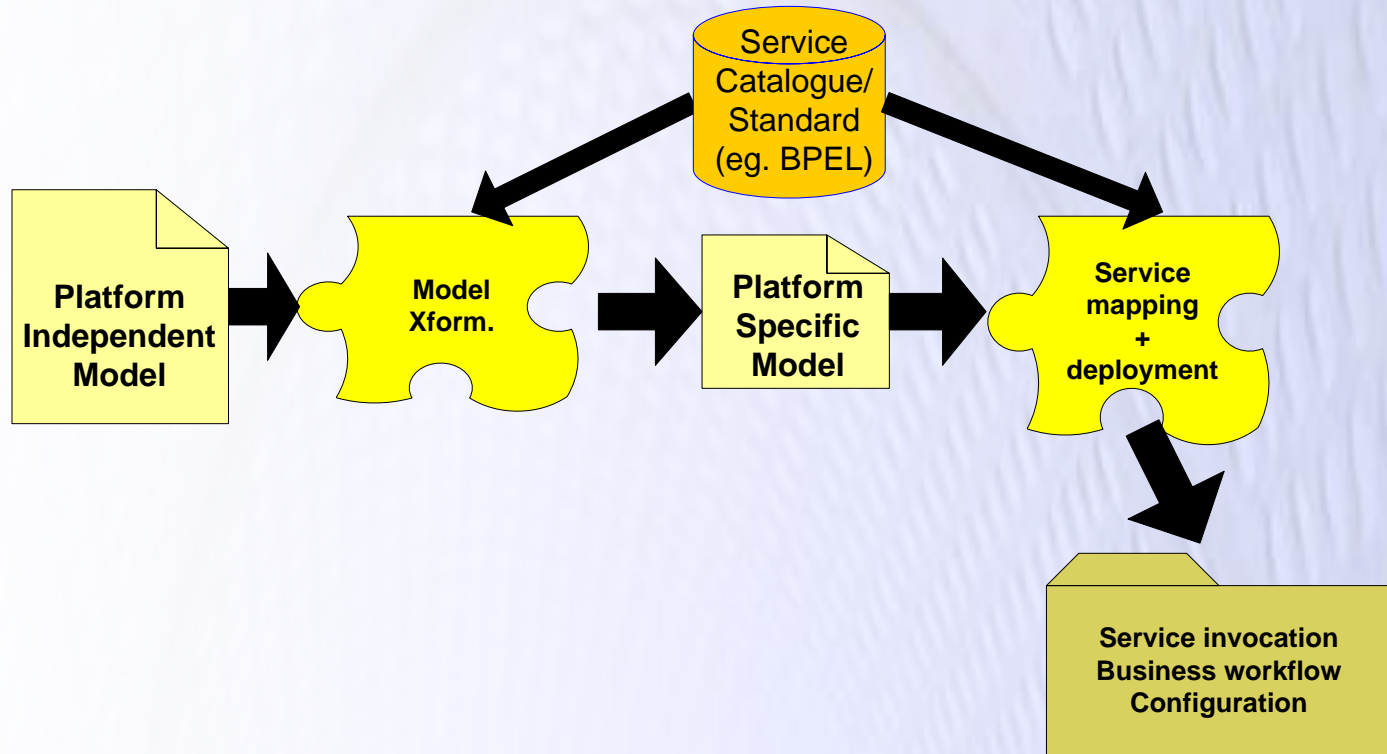 Service
Catalogue/
Standard
(eg. BPEL)
Platform
Independent
Model
Model
Xform.
Platform
Specific
Model
Service
mapping
+
deployment
Service invocation
Business workflow
Configuration